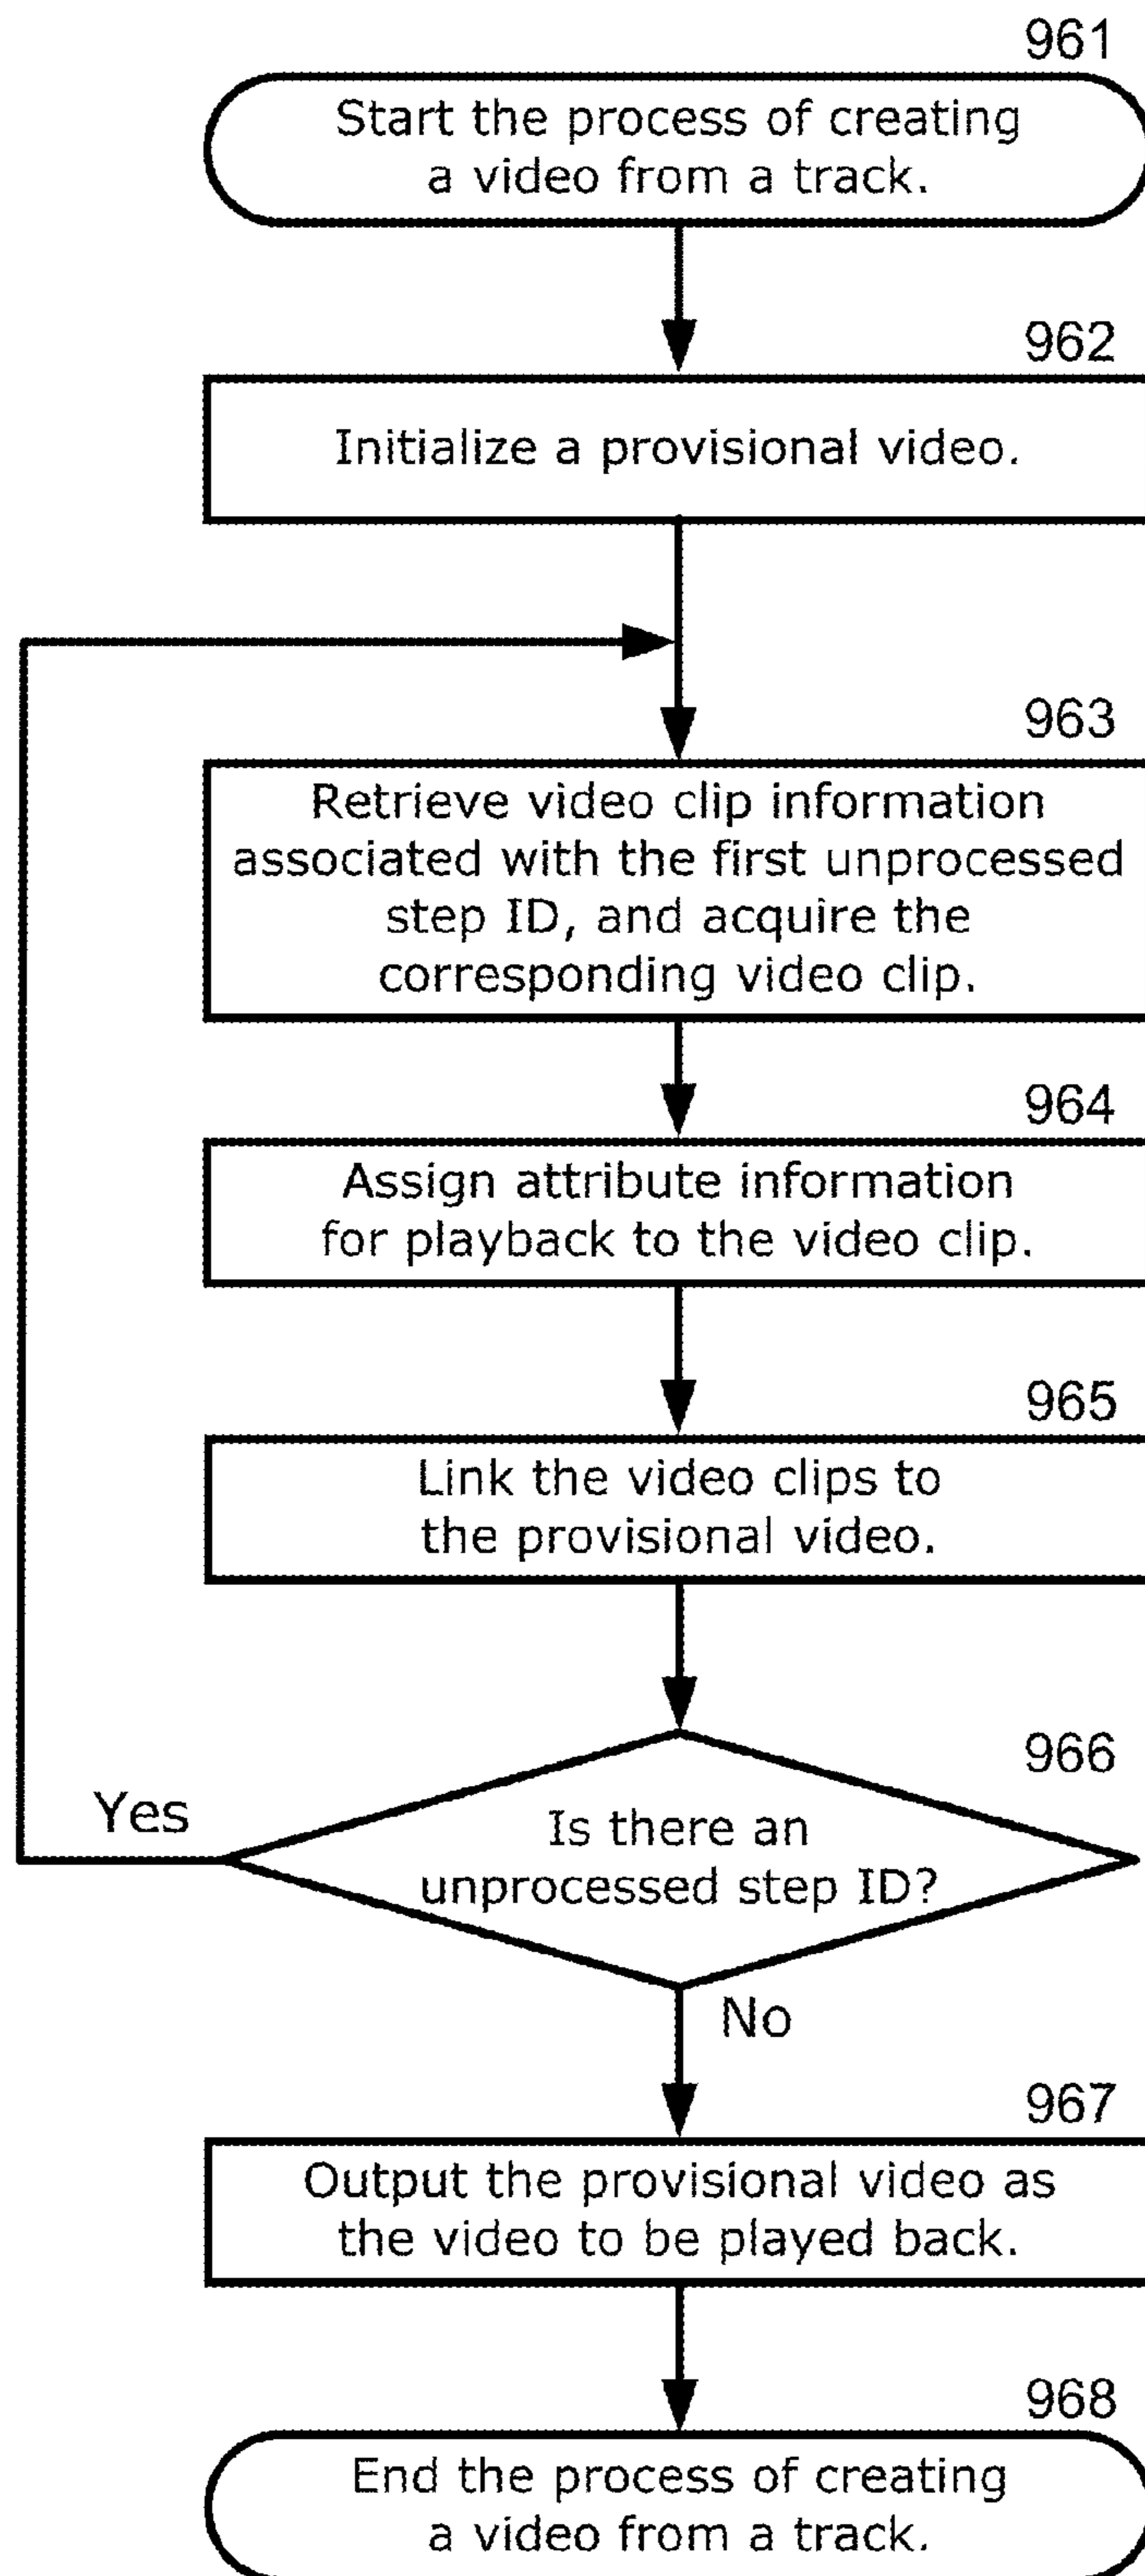 961
Start the process of creating
a video from a track.
962
Initialize a provisional video.
963
Retrieve video clip information
associated with the first unprocessed
step ID, and acquire the
corresponding video clip.
964
Assign attribute information
for playback to the video clip.
965
Link the video clips to
the provisional video.
966
Yes
Is there an
unprocessed step ID?
No
967
Output the provisional video as
the video to be played back.
968
End the process of creating
a video from a track.